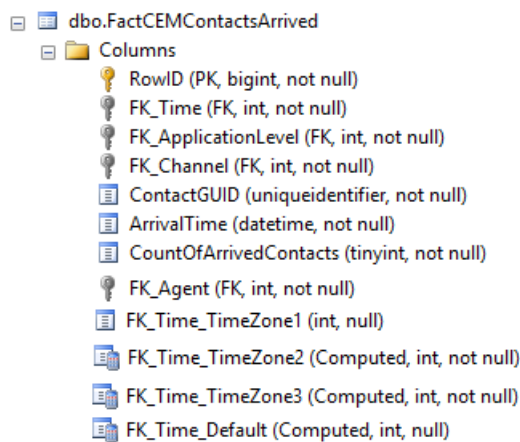 dbo.FactCEMContactsArrived
Columns
RowID (PK, bigint, not null)
FK_Time (FK, int, not null)
FK_ApplicationLevel (FK, int, not null)
FK_Channel (FK, int, not null)
ContactGUID (uniqueidentifier, not null)
ArrivalTime (datetime, not null)
CountOfArrivedContacts (tinyint, not null)
FK_Agent (FK, int, not null)
FK_Time_TimeZone1 (int, null)
FK_Time_TimeZone2 (Computed, int, not null)
FK_Time_TimeZone3 (Computed, int, not null)
FK_Time_Default (Computed, int, null)